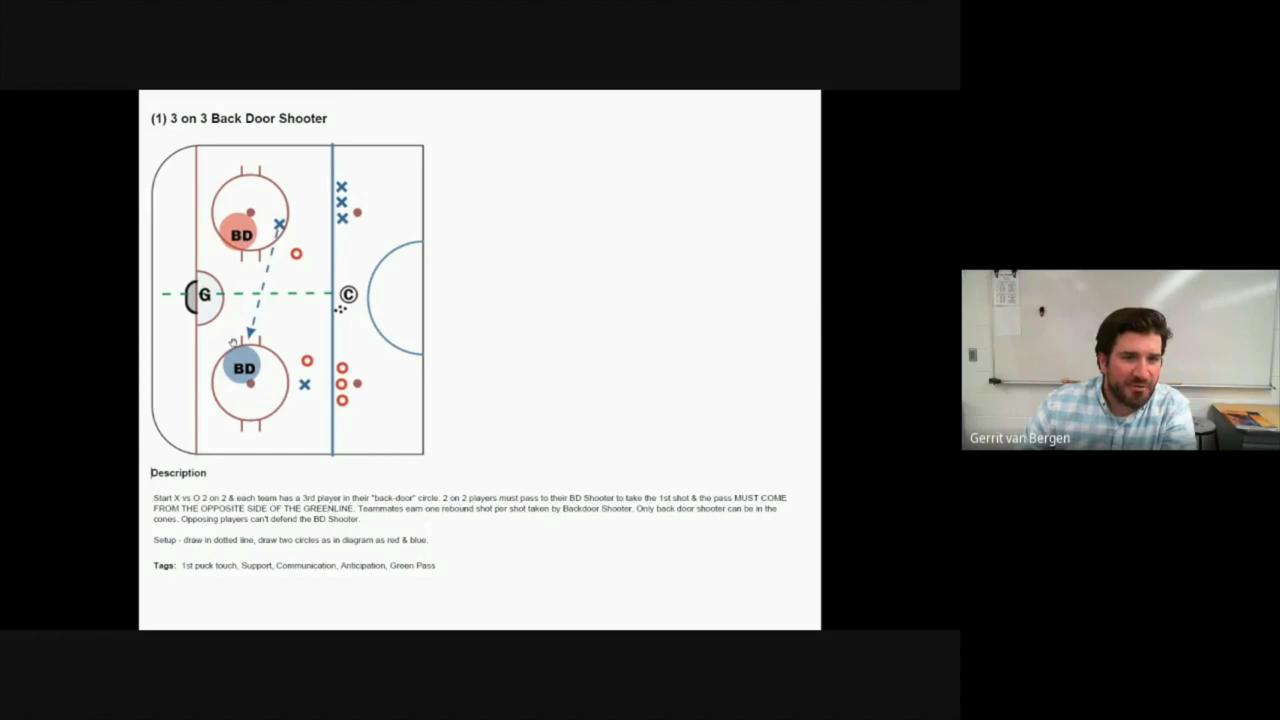 (1) 3 on 3 Back Door Shooter
BD
G
C
BD
Description
Start X vs O 2 on 2 & each team has a 3rd player in their "back-door" circle. 2 on 2 players must pass to their BD Shooter to take the 1st shot & the pass MUST COME
FROM THE OPPOSITE SIDE OF THE GREENLINE. Teammates earn one rebound shot per shot taken by Backdoor Shooter. Only back door shooter can be in the
cones. Opposing players can't defend the BD Shooter.
Setup - draw in dotted line, draw two circles as in diagram as red & blue.
Tags: 1st puck touch, Support, Communication, Anticipation, Green Pass
Gerrit van Bergen